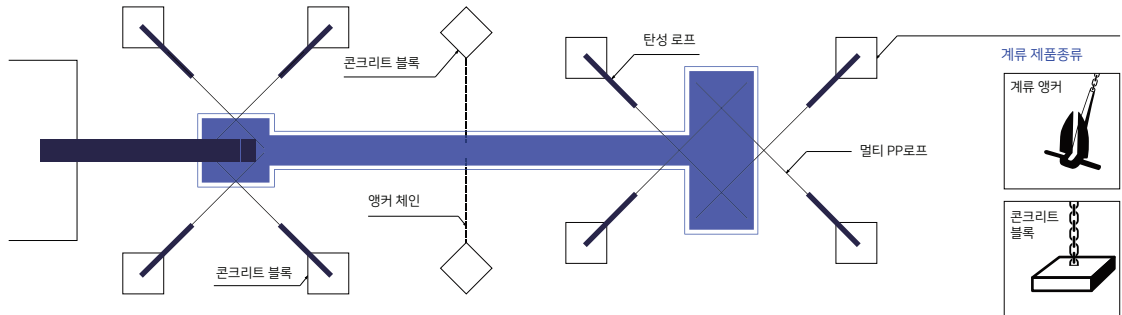 탄성 로프
콘크리트 블록
계류 제품종류
계류 앵커
멀티 PP로프
앵커 체인
콘크리트
블록
콘크리트 블록